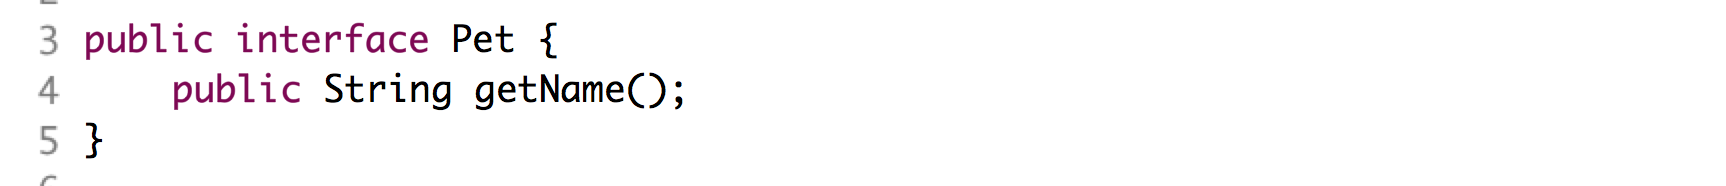 3 public interface Pet {
4     public String getName();
5 }